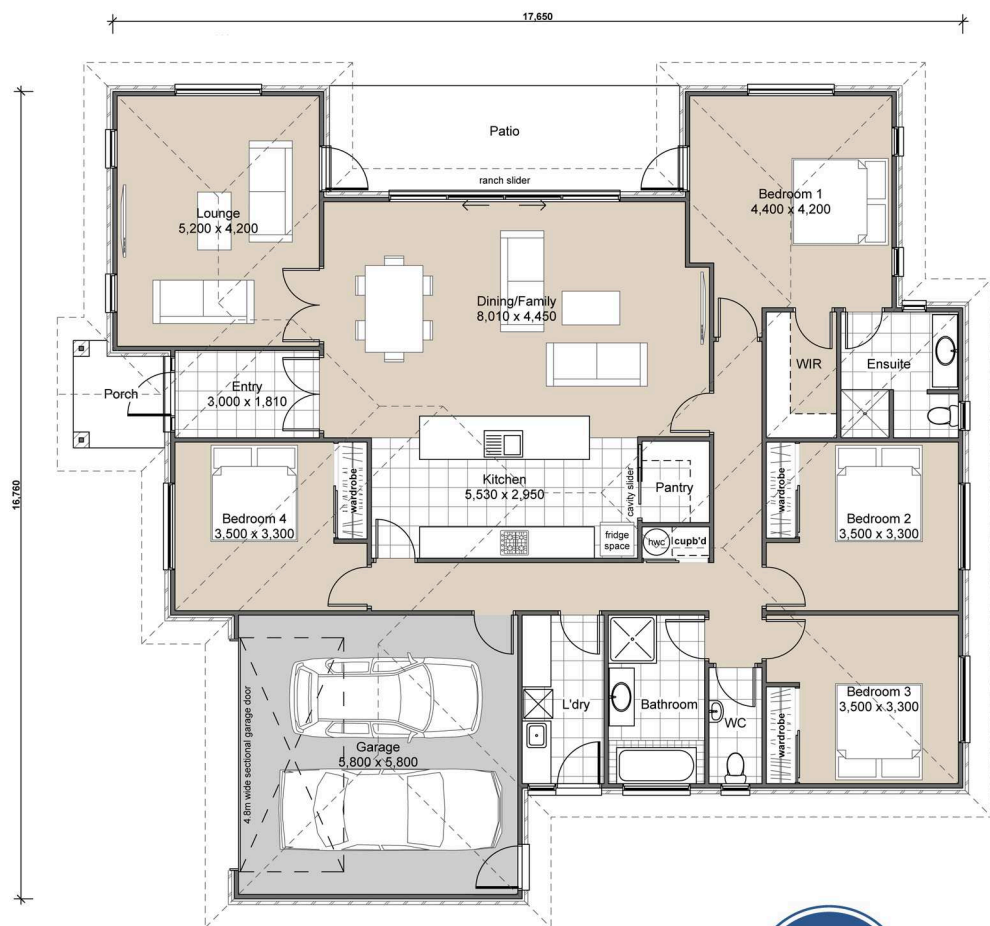 17,650
16,760
Patio
ranch slider
Lounge
5,200 x 4,200
Bedroom 1
4,400 x 4,200
Dining/Family
8,010 x 4,450
WIR
Ensuite
Porch
Entry
3,000 x 1,810
Kitchen
5,530 x 2,950
cavity slider
Pantry
wardrobe
Bedroom 4
3,500 x 3,300
wardrobe
Bedroom 2
3,500 x 3,300
fridge
space
hwc
cupb'd
4.8m wide sectional garage door
Garage
5,800 x 5,800
L'dry
Bathroom
WC
wardrobe
Bedroom 3
3,500 x 3,300